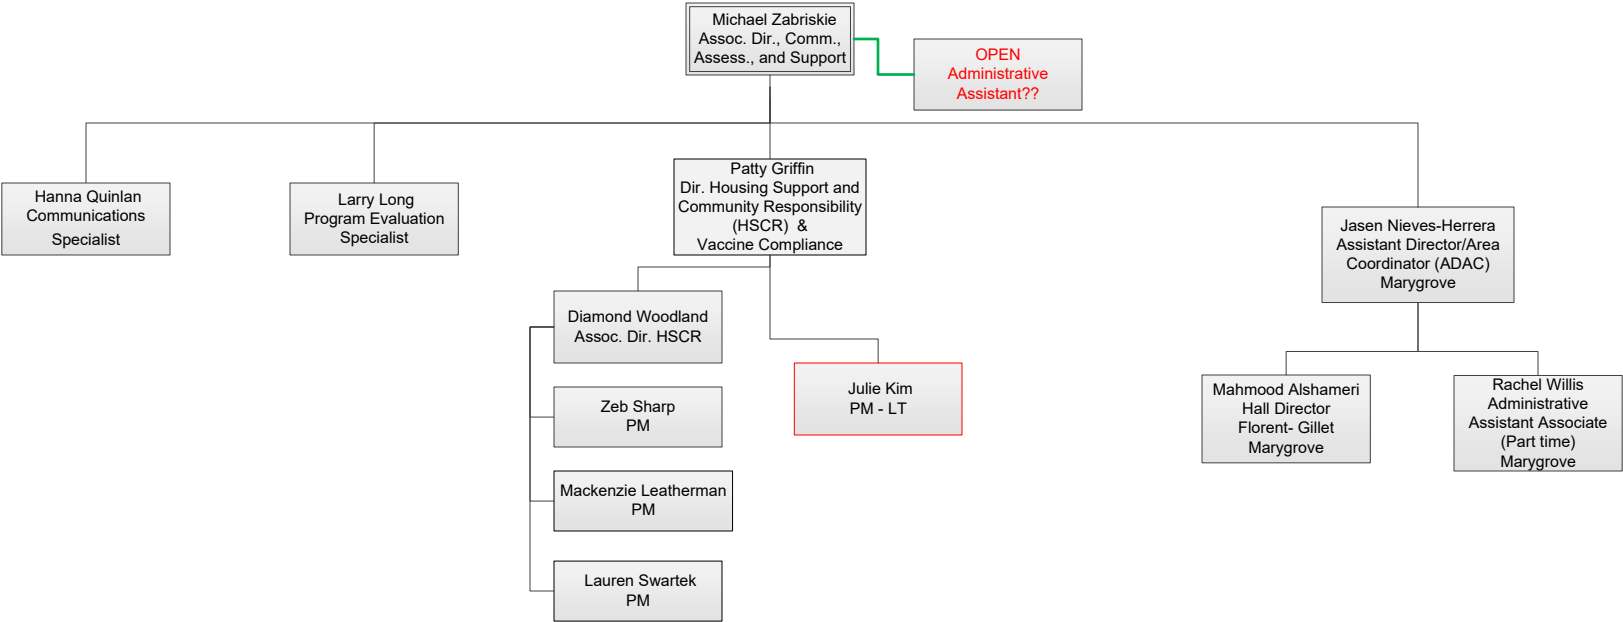 Michael Zabriskie
Assoc. Dir., Comm.,
Assess., and Support
OPEN
Administrative
Assistant??
Hanna Quinlan
Communications
Specialist
Larry Long
Program Evaluation
Specialist
Patty Griffin
Dir. Housing Support and
Community Responsibility
(HSCR) &
Vaccine Compliance
Jasen Nieves-Herrera
Assistant Director/Area
Coordinator (ADAC)
Marygrove
Diamond Woodland
Assoc. Dir. HSCR
Zeb Sharp
PM
Mackenzie Leatherman
PM
Lauren Swartek
PM
Julie Kim
PM - LT
Mahmood Alshameri
Hall Director
Florent- Gillet
Marygrove
Rachel Willis
Administrative
Assistant Associate
(Part time)
Marygrove